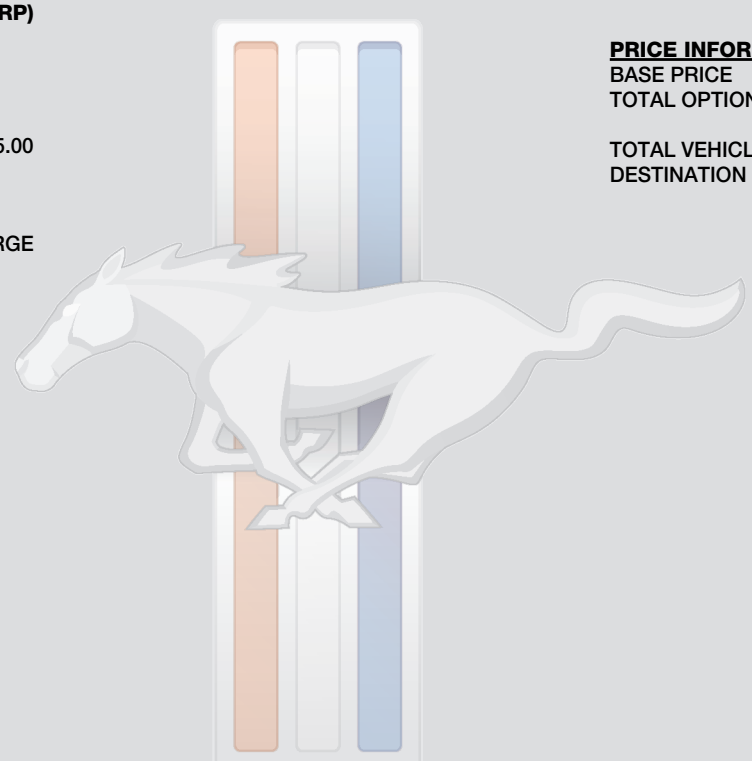 RP)
5.00
RGE
PRICE INFOR
BASE PRICE
TOTAL OPTION
TOTAL VEHICL
DESTINATION